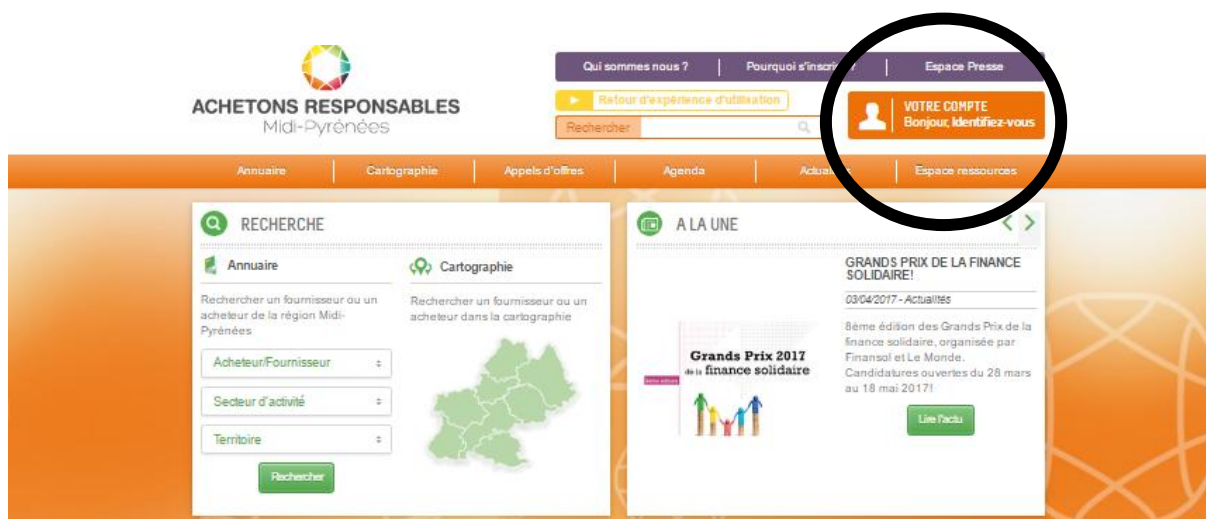 Qui sommes nous ?
Pourquoi s'inscrire ?
Espace Presse
ACHETONS RESPONSABLES
Midi-Pyrénées
Retour d'expérience d'utilisation
Rechercher
VOTRE COMPTE
Bonjour, Identifiez-vous
Annuaire
Cartographie
Appels d'offres
Agenda
Actualités
Espace ressources
RECHERCHE
Annuaire
Rechercher un fournisseur ou un
acheteur de la région Midi-
Pyrénées
Acheteur/Fournisseur
Secteur d'activité
Territoire
Rechercher
Cartographie
Rechercher un fournisseur ou un
acheteur dans la cartographie
A LA UNE
Grands Prix 2017
de la finance solidaire
GRANDS PRIX DE LA FINANCE
SOLIDAIRE!
03/04/2017 - Actualités
8ème édition des Grands Prix de la
finance solidaire, organisée par
Finansol et Le Monde.
Candidatures ouvertes du 28 mars
au 18 mai 2017!
Lire l'actu